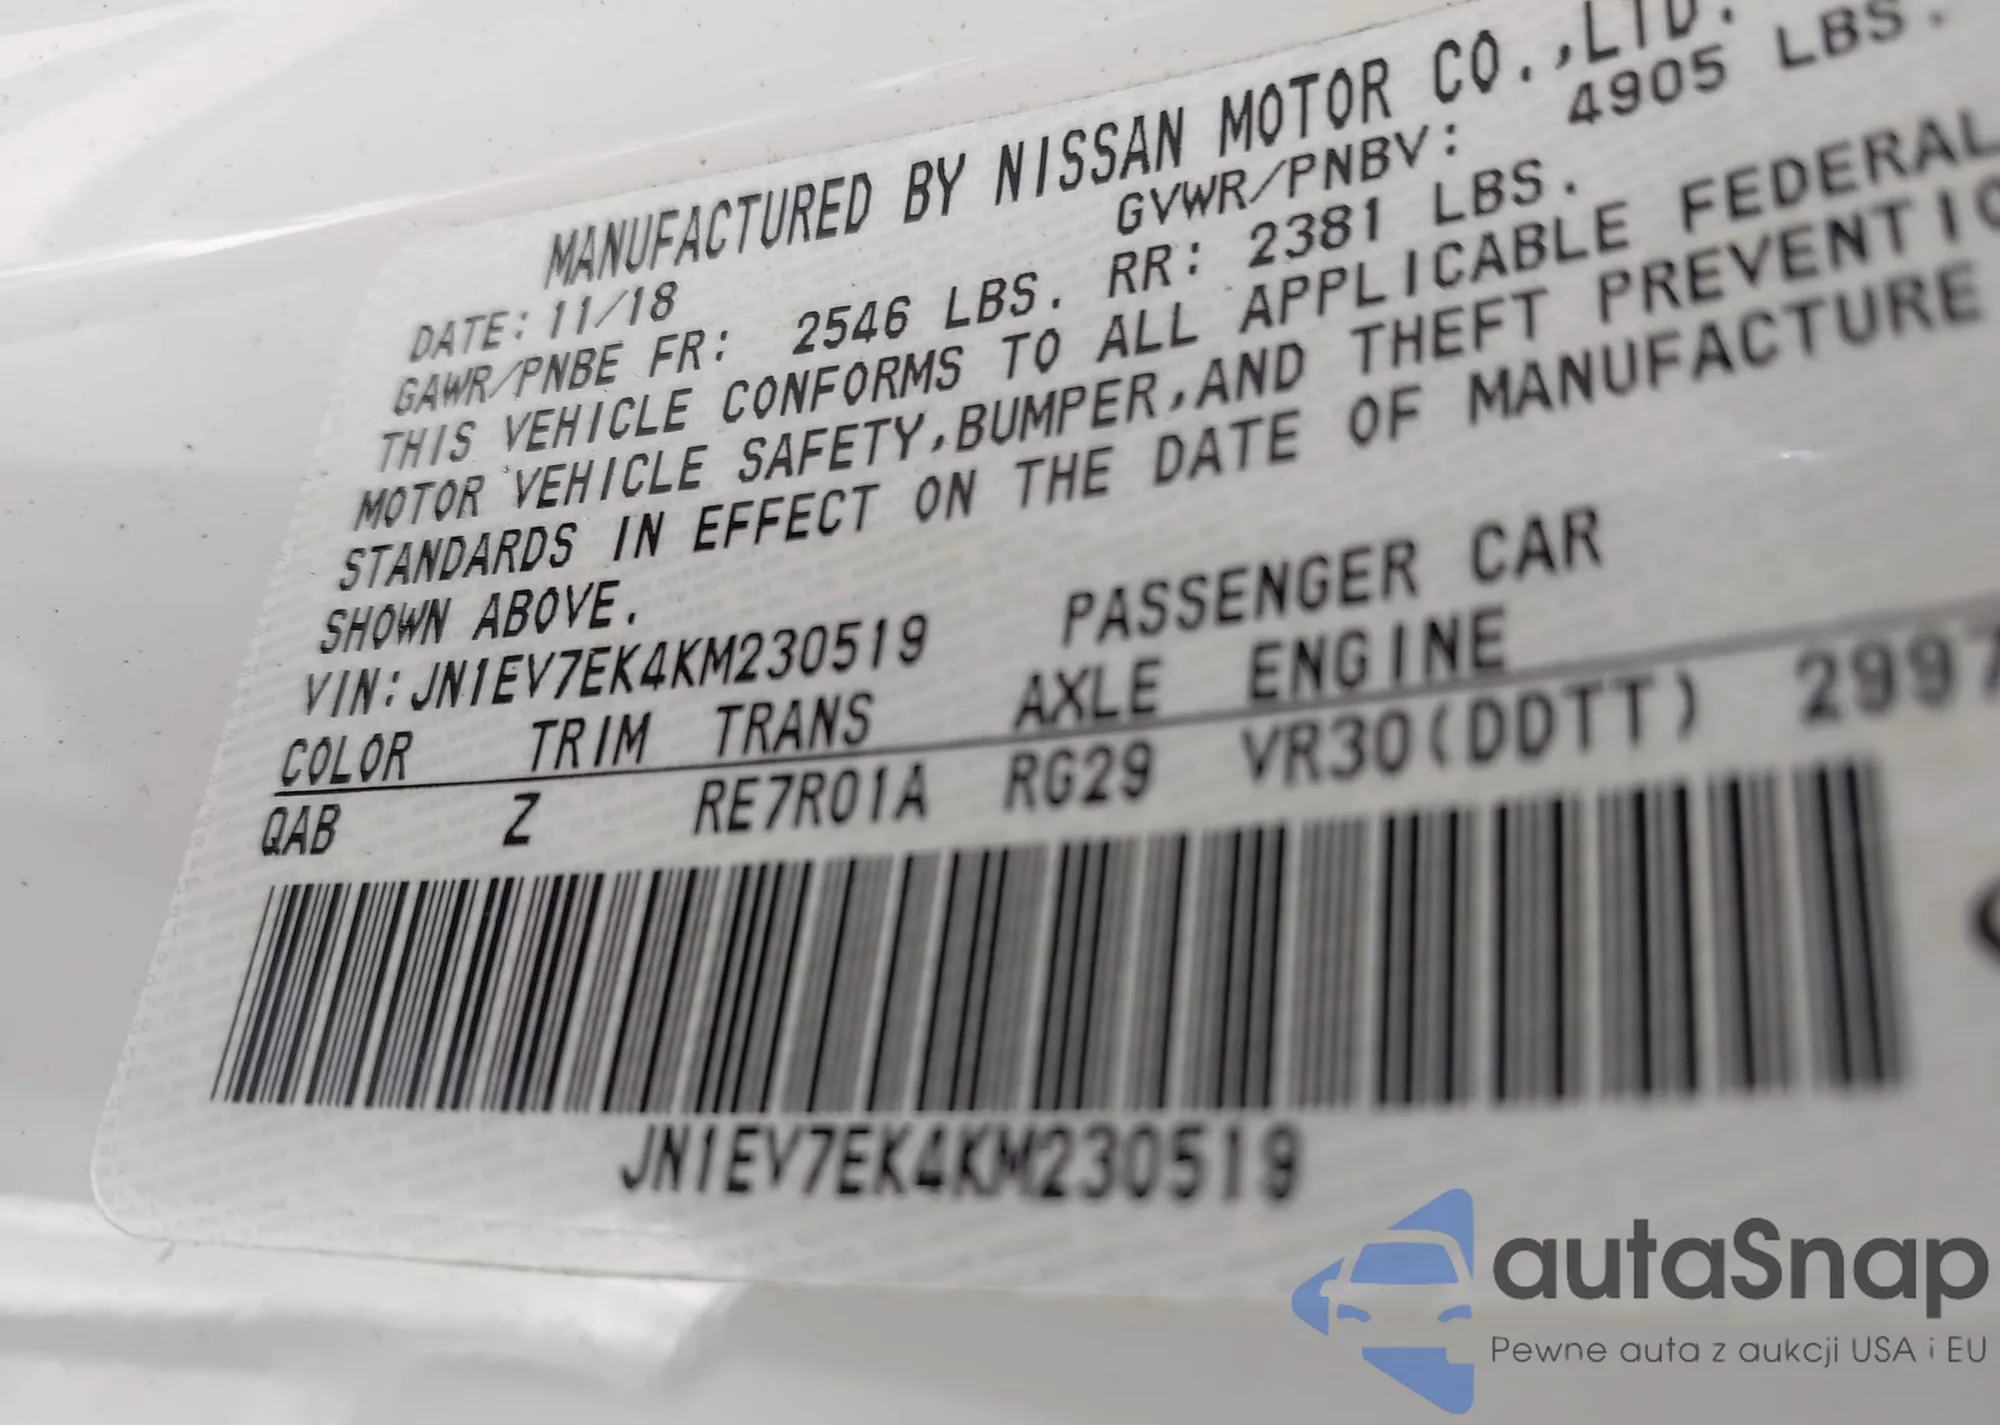 MANUFACTURED BY NISSAN MOTOR CO.,LTD.
DATE: 11/18 GVWR/PNBV: 4905 LBS.
GAWR/PNBE FR: 2546 LBS. RR: 2381 LBS.
THIS VEHICLE CONFORMS TO ALL APPLICABLE FEDERAL
MOTOR VEHICLE SAFETY,BUMPER,AND THEFT PREVENTIO
STANDARDS IN EFFECT ON THE DATE OF MANUFACTURE
SHOWN ABOVE.
VIN:JN1EV7EK4KM230519 PASSENGER CAR
COLOR TRIM TRANS AXLE ENGINE
QAB Z RE7R01A RG29 VR30(DDTT) 2997
JN1EV7EK4KM230519
autaSnap
Pewne auta z aukcji USA i EU